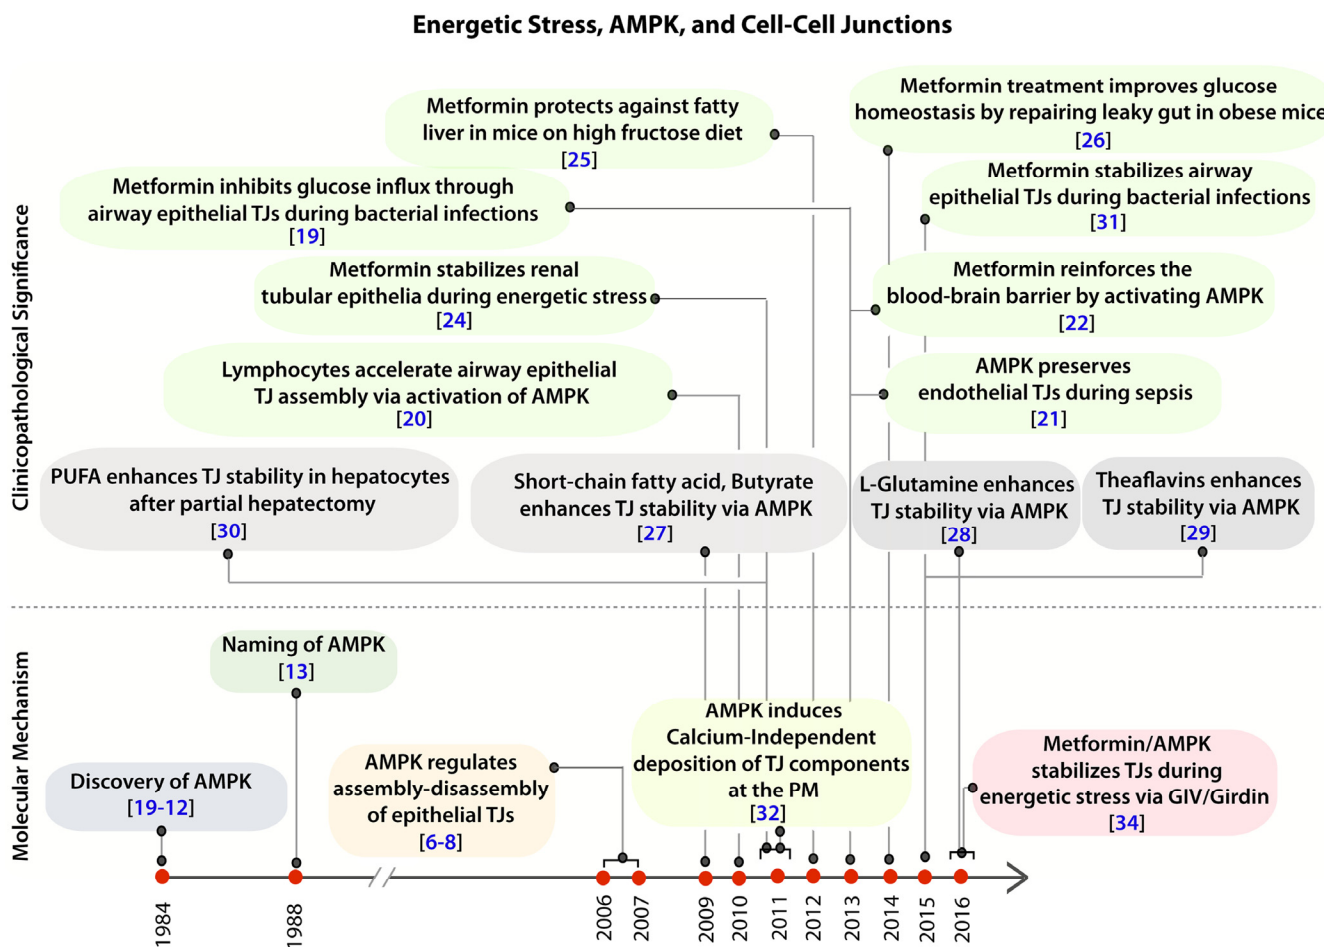 Energetic Stress, AMPK, and Cell-Cell Junctions
Clinicopathological Significance
Metformin protects against fatty
liver in mice on high fructose diet
[25]
Metformin treatment improves glucose
homeostasis by repairing leaky gut in obese mice
[26]
Metformin inhibits glucose influx through
airway epithelial TJs during bacterial infections
[19]
Metformin stabilizes airway
epithelial TJs during bacterial infections
[31]
Metformin stabilizes renal
tubular epithelia during energetic stress
[24]
Metformin reinforces the
blood-brain barrier by activating AMPK
[22]
Lymphocytes accelerate airway epithelial
TJ assembly via activation of AMPK
[20]
AMPK preserves
endothelial TJs during sepsis
[21]
PUFA enhances TJ stability in hepatocytes
after partial hepatectomy
[30]
Short-chain fatty acid, Butyrate
enhances TJ stability via AMPK
[27]
L-Glutamine enhances
TJ stability via AMPK
[28]
Theaflavins enhances
TJ stability via AMPK
[29]
Molecular Mechanism
Naming of AMPK
[13]
Discovery of AMPK
[19-12]
AMPK regulates
assembly-disassembly
of epithelial TJs
[6-8]
AMPK induces
Calcium-Independent
deposition of TJ components
at the PM
[32]
Metformin/AMPK
stabilizes TJs during
energetic stress via GIV/Girdin
[34]
1984
1988
2006
2007
2009
2010
2011
2012
2013
2014
2015
2016